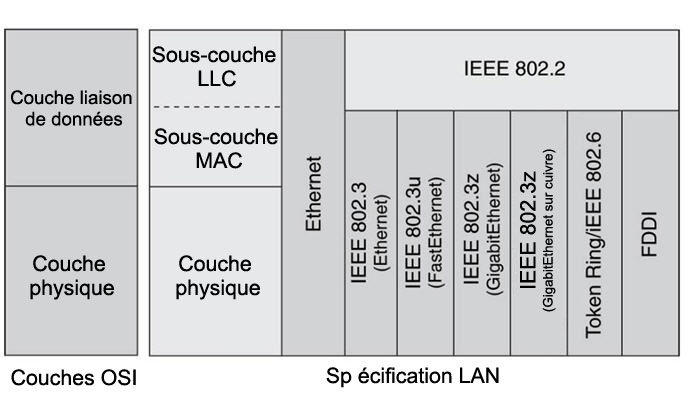 Couche liaison
de données
Couche
physique
Sous-couche
LLC
Sous-couche
MAC
Couche
physique
Ethernet
IEEE 802.2
IEEE 802.3
(Ethernet)
IEEE 802.3u
(FastEthernet)
IEEE 802.3z
(GigabitEthernet)
IEEE 802.3z
(GigabitEthernet sur cuivre)
Token Ring/iEEE 802.6
FDDI
Couches OSI
Sp écification LAN